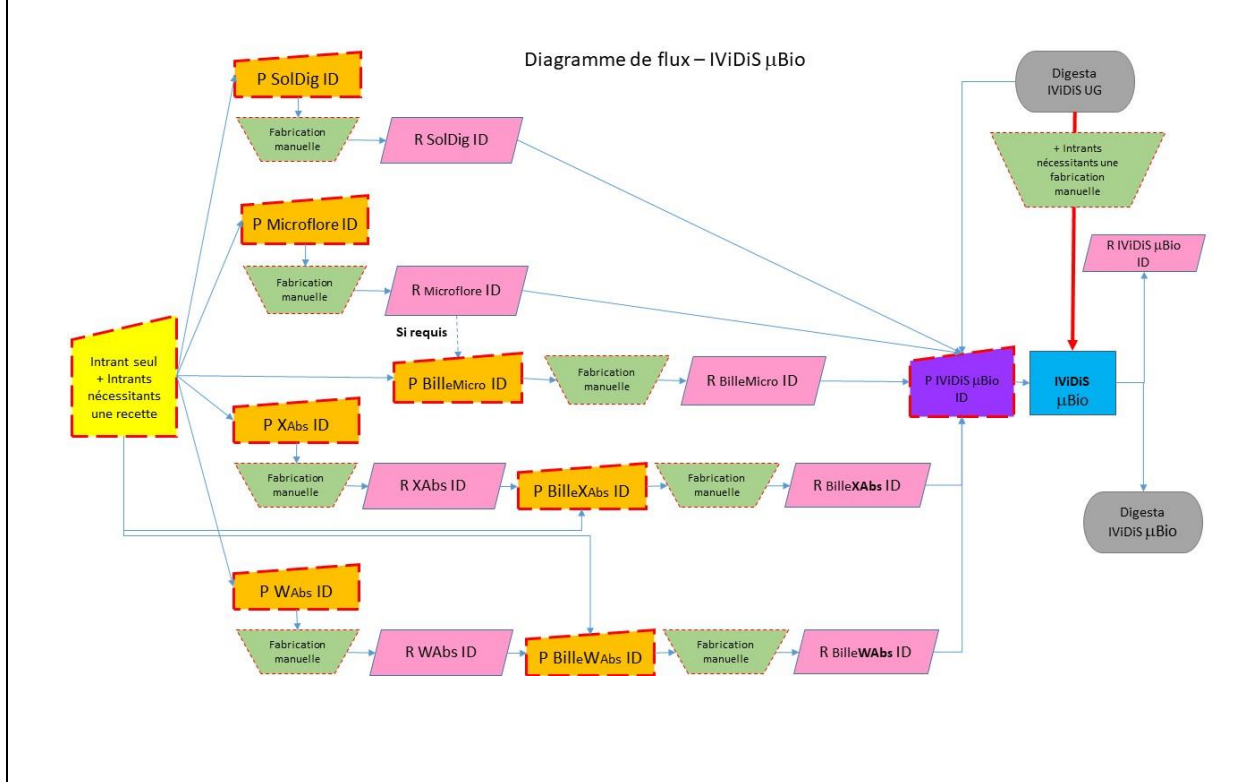 Diagramme de flux – IViDiS µBio
P SolDig ID
Fabrication
manuelle
R SolDig ID
Digesta
IViDiS UG
+ Intrants
nécessitants une
fabrication
manuelle
P Microflore ID
Fabrication
manuelle
R Microflore ID
R IViDiS µBio
ID
Si requis
Intrant seul
+ Intrants
nécessitants
une recette
P BilleMicro ID
Fabrication
manuelle
R BilleMicro ID
P IViDiS µBio
ID
IViDiS
µBio
P XAbs ID
Fabrication
manuelle
R XAbs ID
P BilleXAbs ID
Fabrication
manuelle
R BilleXAbs ID
Digesta
IViDiS µBio
P WAbs ID
Fabrication
manuelle
R WAbs ID
P BilleWAbs ID
Fabrication
manuelle
R BilleWAbs ID